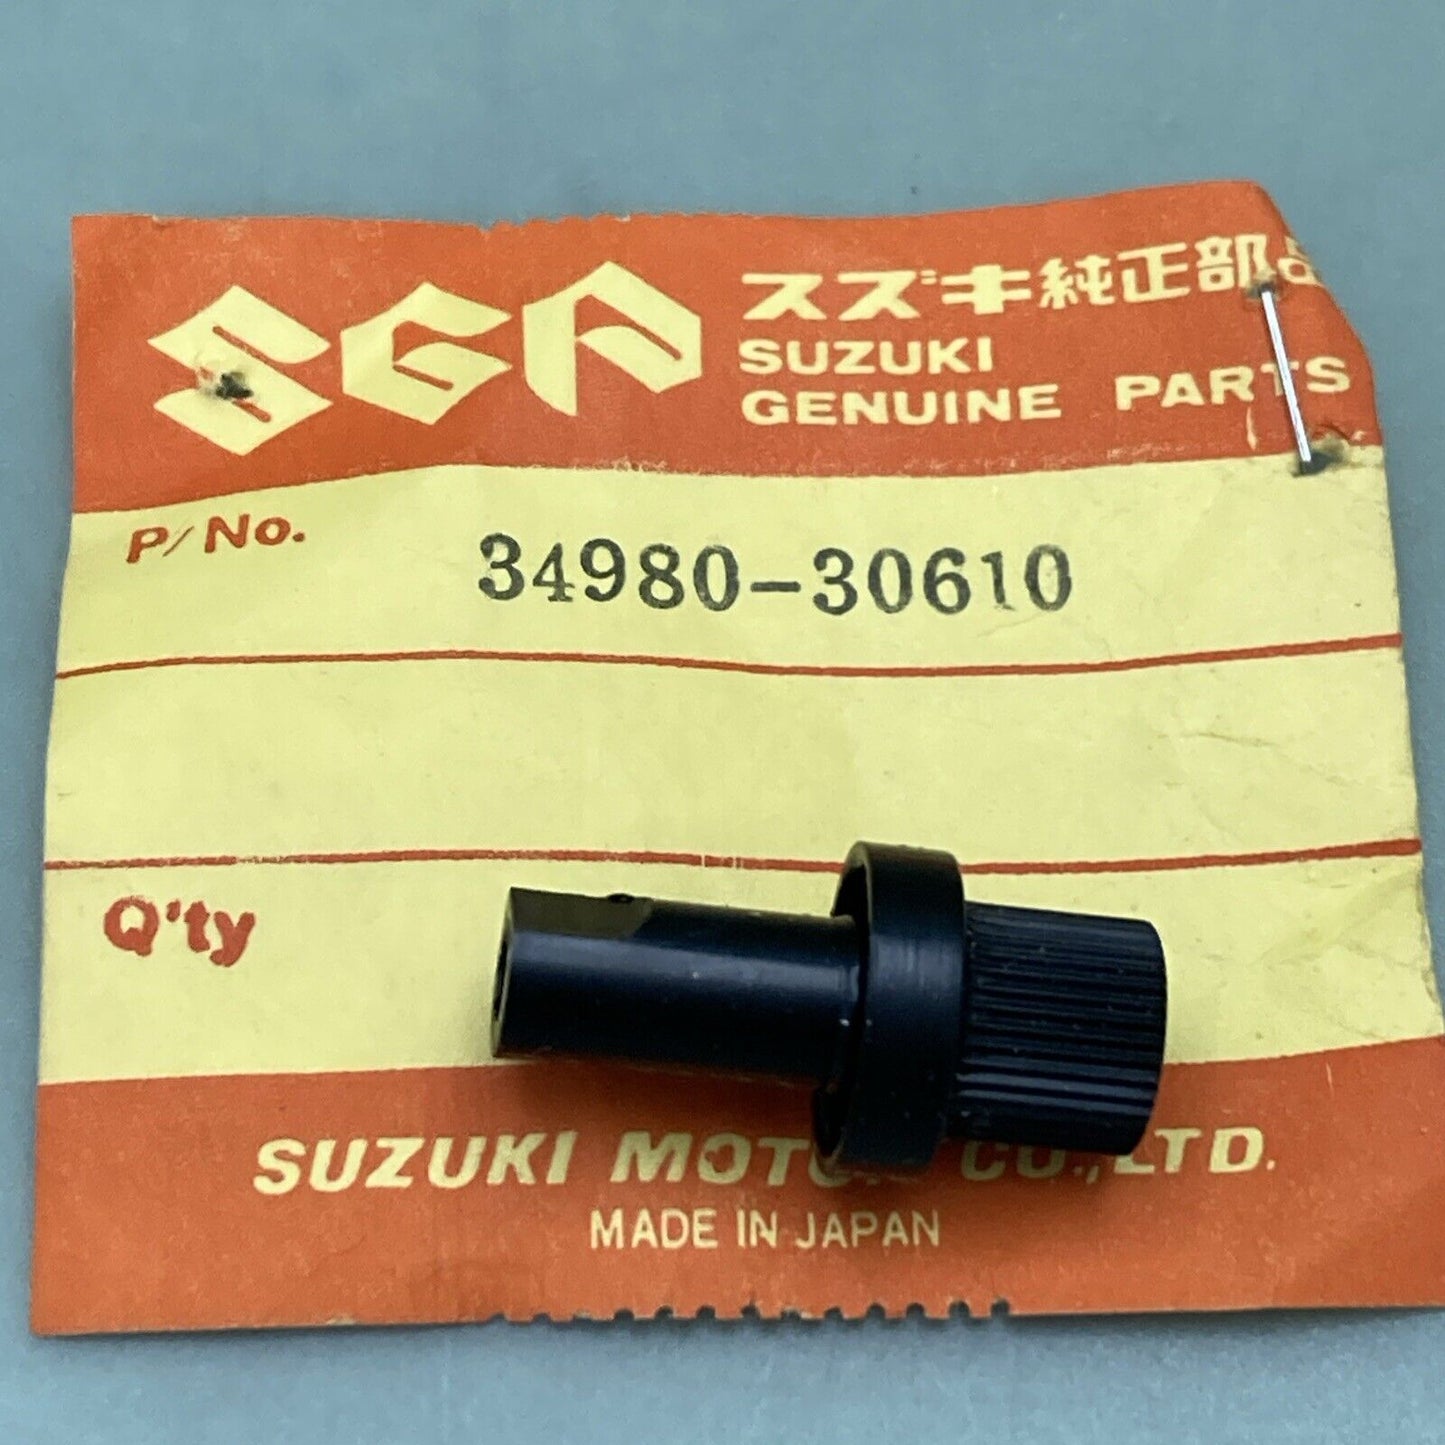 SGP
スズキ純正部品
SUZUKI
GENUINE PARTS
P/No. 34980-30610
Q'ty
SUZUKI MOTOR CO., LTD.
MADE IN JAPAN